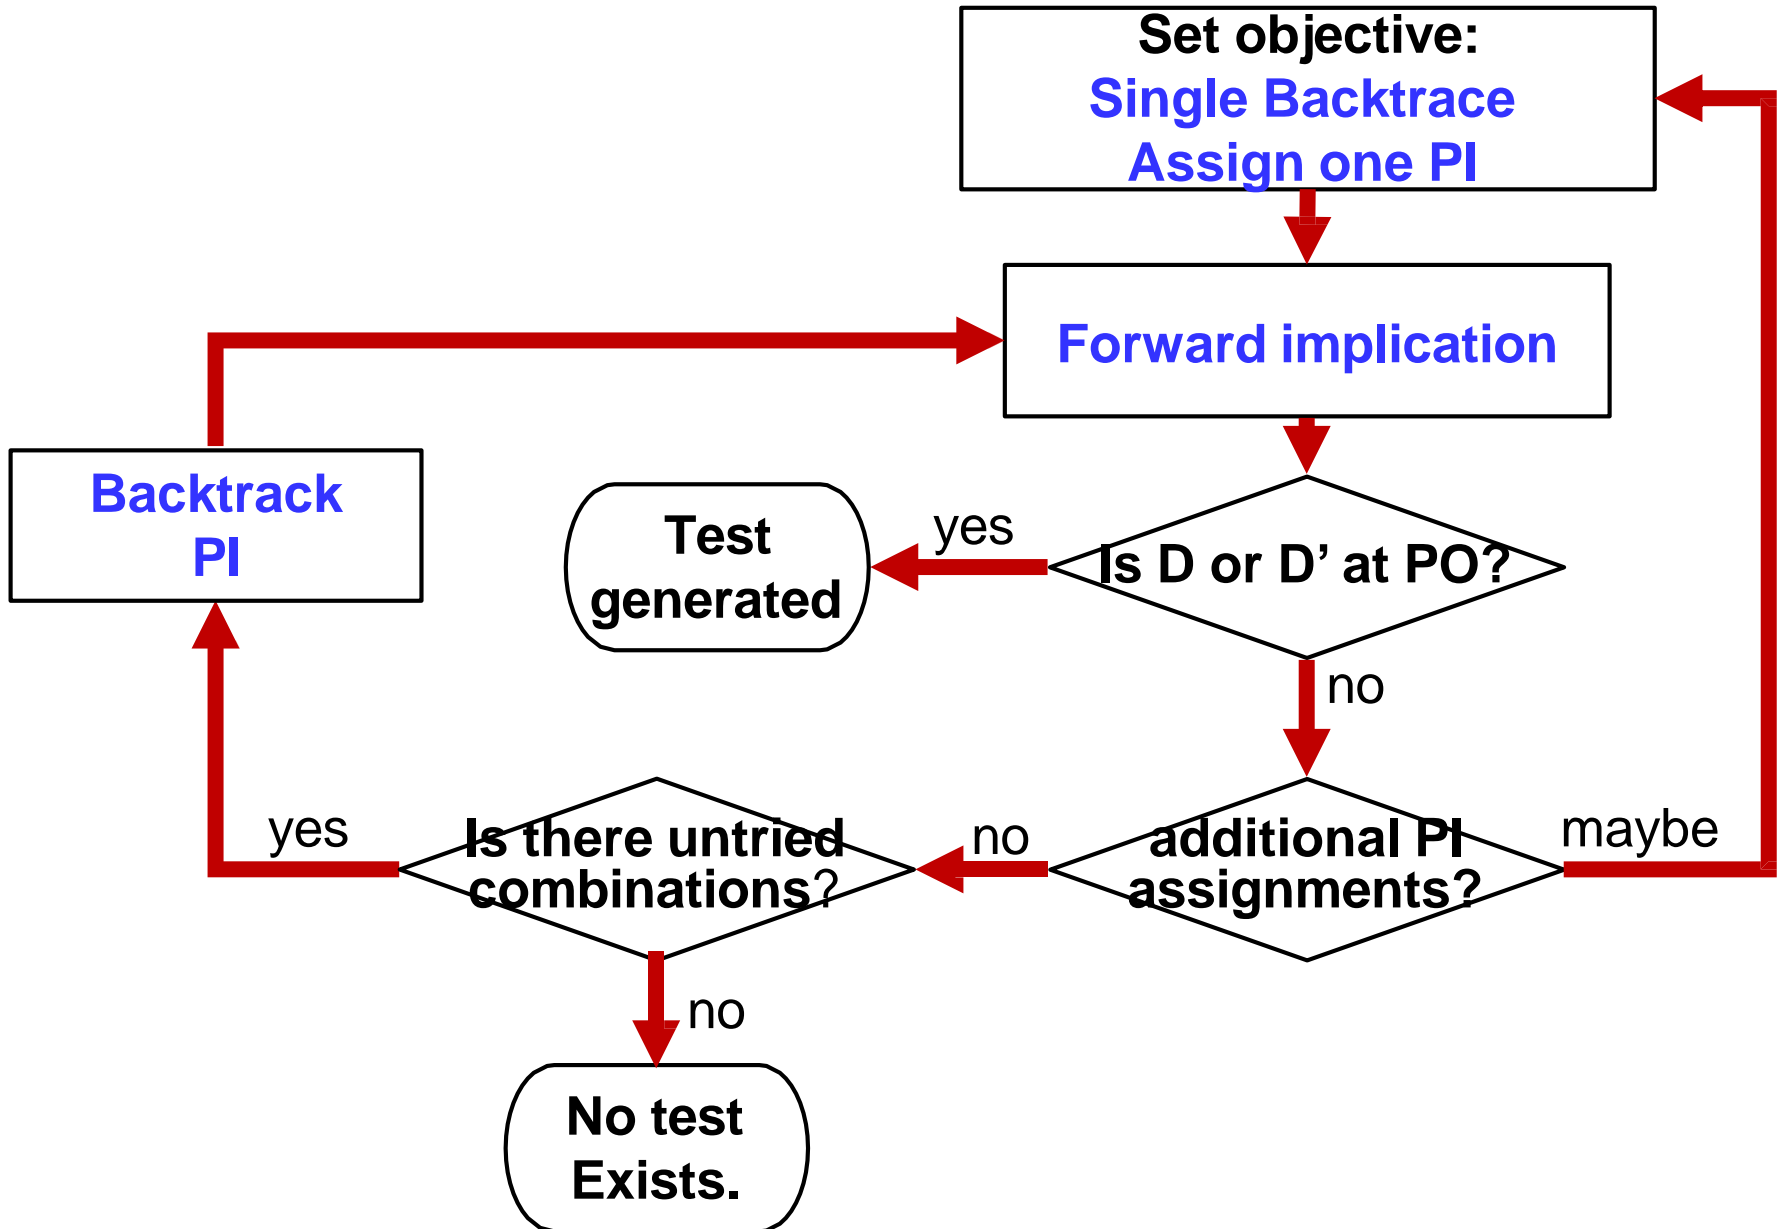 Set objective:
Single Backtrace
Assign one PI
Forward implication
Backtrack
PI
Test
generated
yes
Is D or D’ at PO?
no
yes
Is there untried
combinations?
no
additional PI
assignments?
maybe
no
No test
Exists.